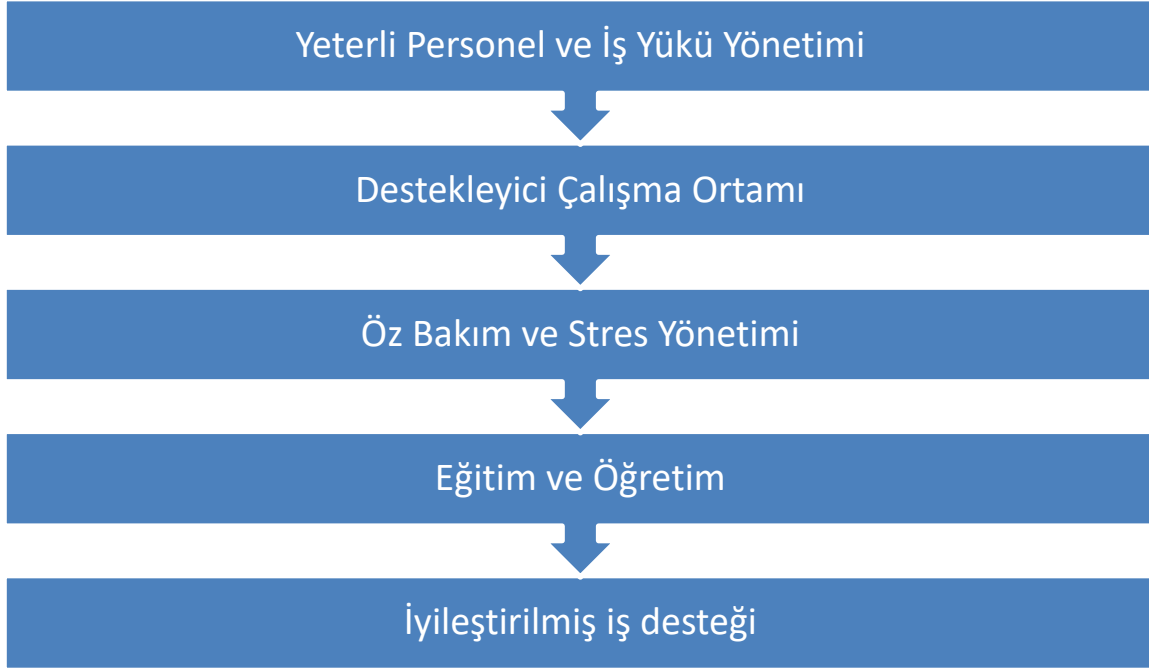 Yeterli Personel ve İş Yükü Yönetimi
Destekleyici Çalışma Ortamı
Öz Bakım ve Stres Yönetimi
Eğitim ve Öğretim
İyileştirilmiş iş desteği